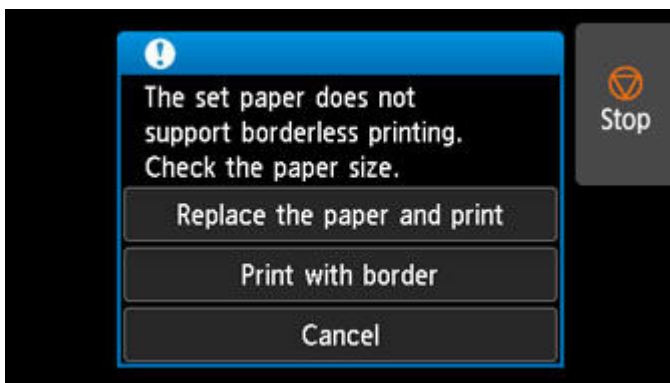 The set paper does not
support borderless printing.
Check the paper size.
Replace the paper and print
Print with border
Cancel
Stop